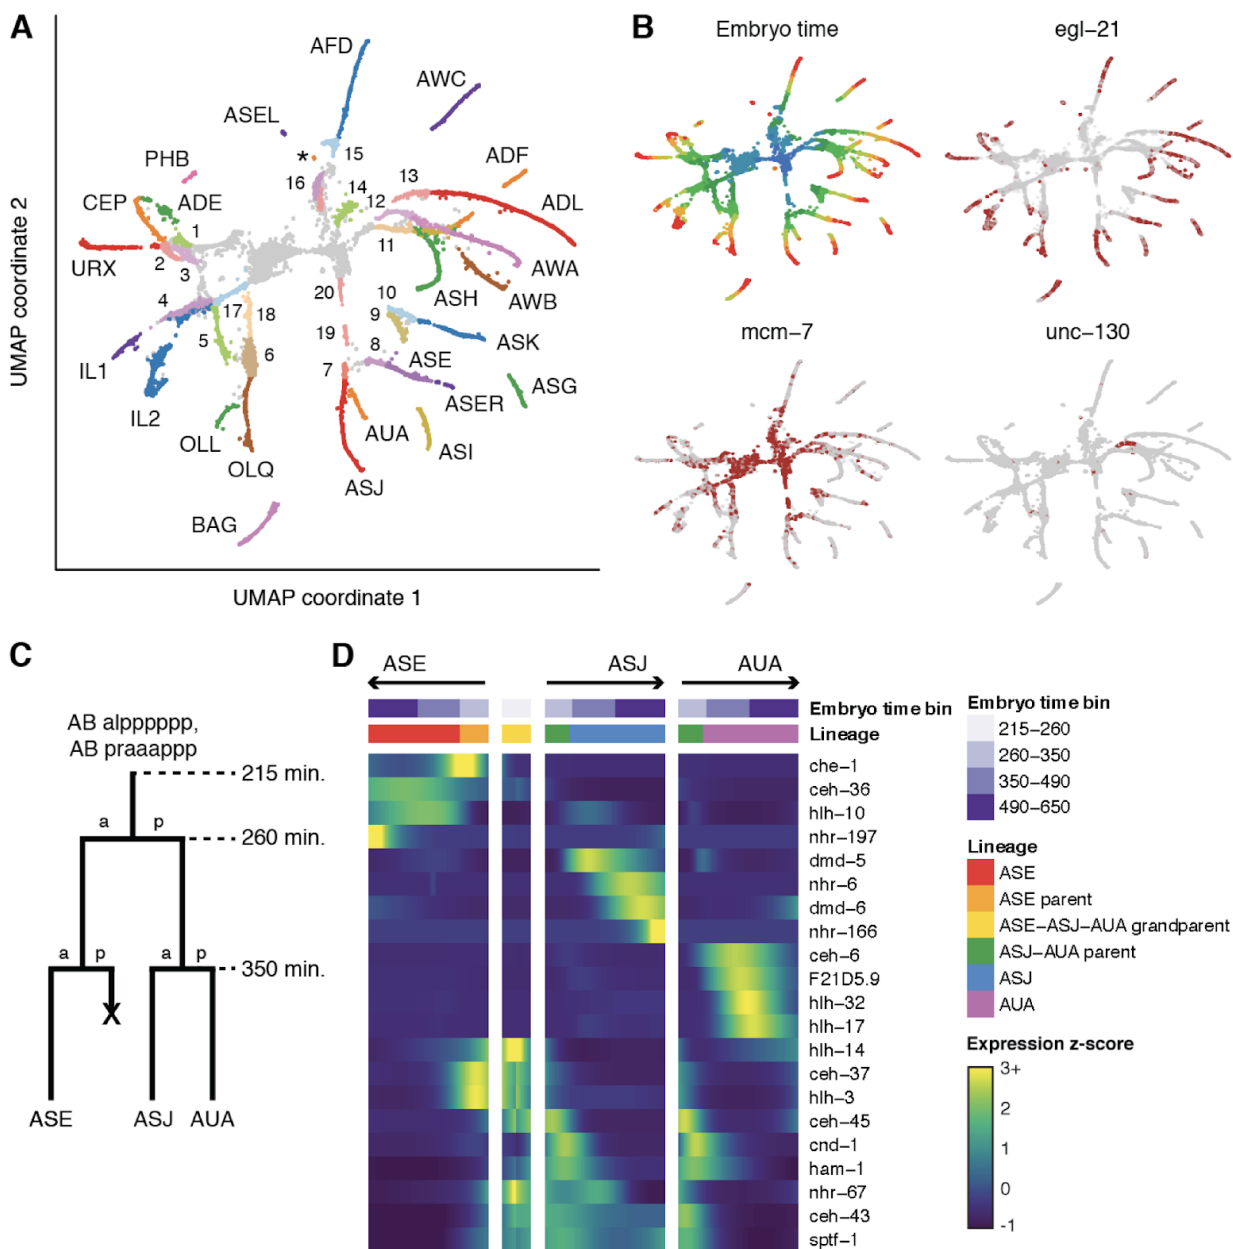 A
AFD
AWC
ASEL
*
15
PHB
16
ADF
CEP
ADE
14
13
12
ADL
1
11
URX
2
3
AWA
4
17
18
20
10
ASH
AWB
5
6
19
9
ASK
IL1
8
ASE
IL2
7
ASG
ASER
OLL
AUA
OLQ
ASI
ASJ
BAG
UMAP coordinate 2
UMAP coordinate 1
B
Embryo time
egl−21
mcm−7
unc−130
C
AB alpppppp,
AB praaappp
215 min.
a p
260 min.
a p a p
350 min.
X
ASE ASJ AUA
D
ASE ASJ AUA
Embryo time bin
Lineage
che−1
ceh−36
hlh−10
nhr−197
dmd−5
nhr−6
dmd−6
nhr−166
ceh−6
F21D5.9
hlh−32
hlh−17
hlh−14
ceh−37
hlh−3
ceh−45
cnd−1
ham−1
nhr−67
ceh−43
sptf−1
Embryo time bin
215−260
260−350
350−490
490−650
Lineage
ASE
ASE parent
ASE−ASJ−AUA grandparent
ASJ−AUA parent
ASJ
AUA
Expression z−score
3+
2
1
0
-1